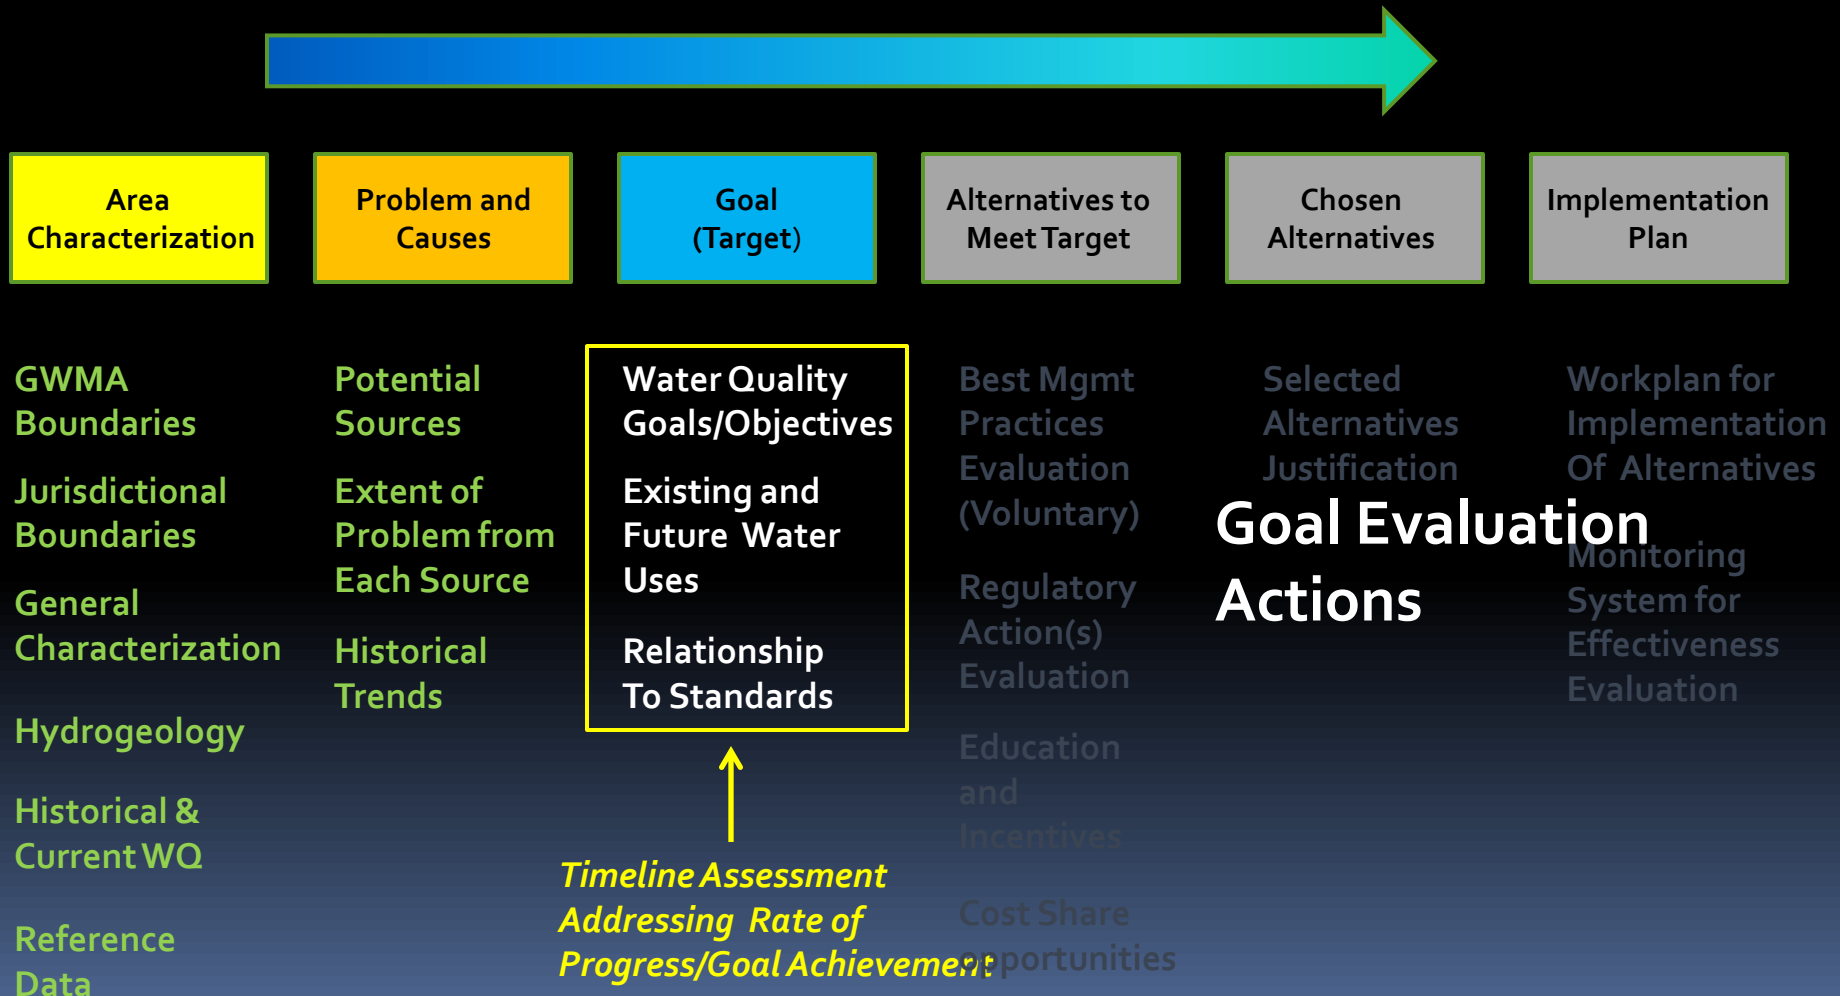 Area
Characterization
Problem and
Causes
Goal
(Target)
Alternatives to
Meet Target
Chosen
Alternatives
Implementation
Plan
GWMA
Boundaries
Jurisdictional
Boundaries
General
Characterization
Hydrogeology
Historical &
Current WQ
Reference
Data
Potential
Sources
Extent of
Problem from
Each Source
Historical
Trends
Water Quality
Goals/Objectives
Existing and
Future Water
Uses
Relationship
To Standards
Timeline Assessment
Addressing Rate of
Progress/Goal Achievement
Best Mgmt
Practices
Evaluation
(Voluntary)
Regulatory
Action(s)
Evaluation
Education
and
Incentives
Cost Share
opportunities
Selected
Alternatives
Justification
Goal Evaluation
Actions
Workplan for
Implementation
Of Alternatives
Monitoring
System for
Effectiveness
Evaluation